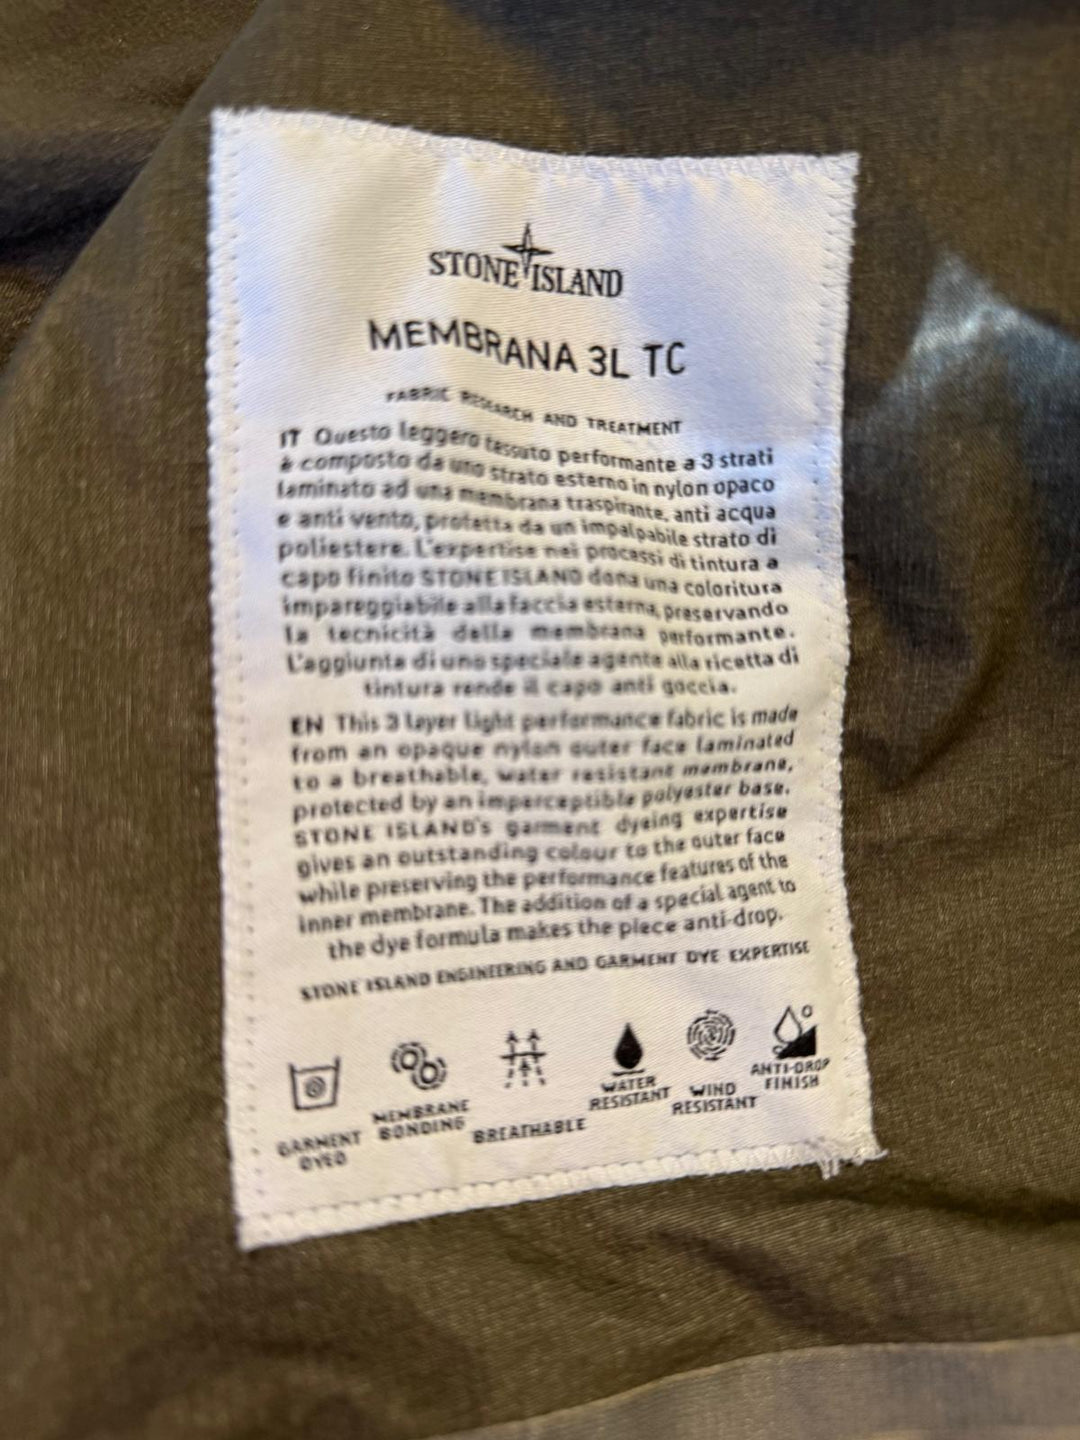 STONE ISLAND
MEMBRANA 3L TC
FABRIC RESEARCH AND TREATMENT
IT Questo leggero tessuto performante a 3 strati
è composto da uno strato esterno in nylon opaco
laminato ad una membrana traspirante, anti acqua
e anti vento, protetta da un impalpabile strato di
poliestere. L'expertise nei processi di tintura a
capo finito STONE ISLAND dona una coloritura
impareggiabile alla faccia esterna, preservando
la tecnicità della membrana performante.
L'aggiunta di uno speciale agente alla ricetta di
tintura rende il capo anti goccia.
EN This 3 layer light performance fabric is made
from an opaque nylon outer face laminated
to a breathable, water resistant membrane,
protected by an imperceptible polyester base.
STONE ISLAND's garment dyeing expertise
gives an outstanding colour to the outer face
while preserving the performance features of the
inner membrane. The addition of a special agent to
the dye formula makes the piece anti-drop.
STONE ISLAND ENGINEERING AND GARMENT DYE EXPERTISE
GARMENT
DYED
MEMBRANE
BONDING
BREATHABLE
WATER
RESISTANT
WIND
RESISTANT
ANTI-DROP
FINISH